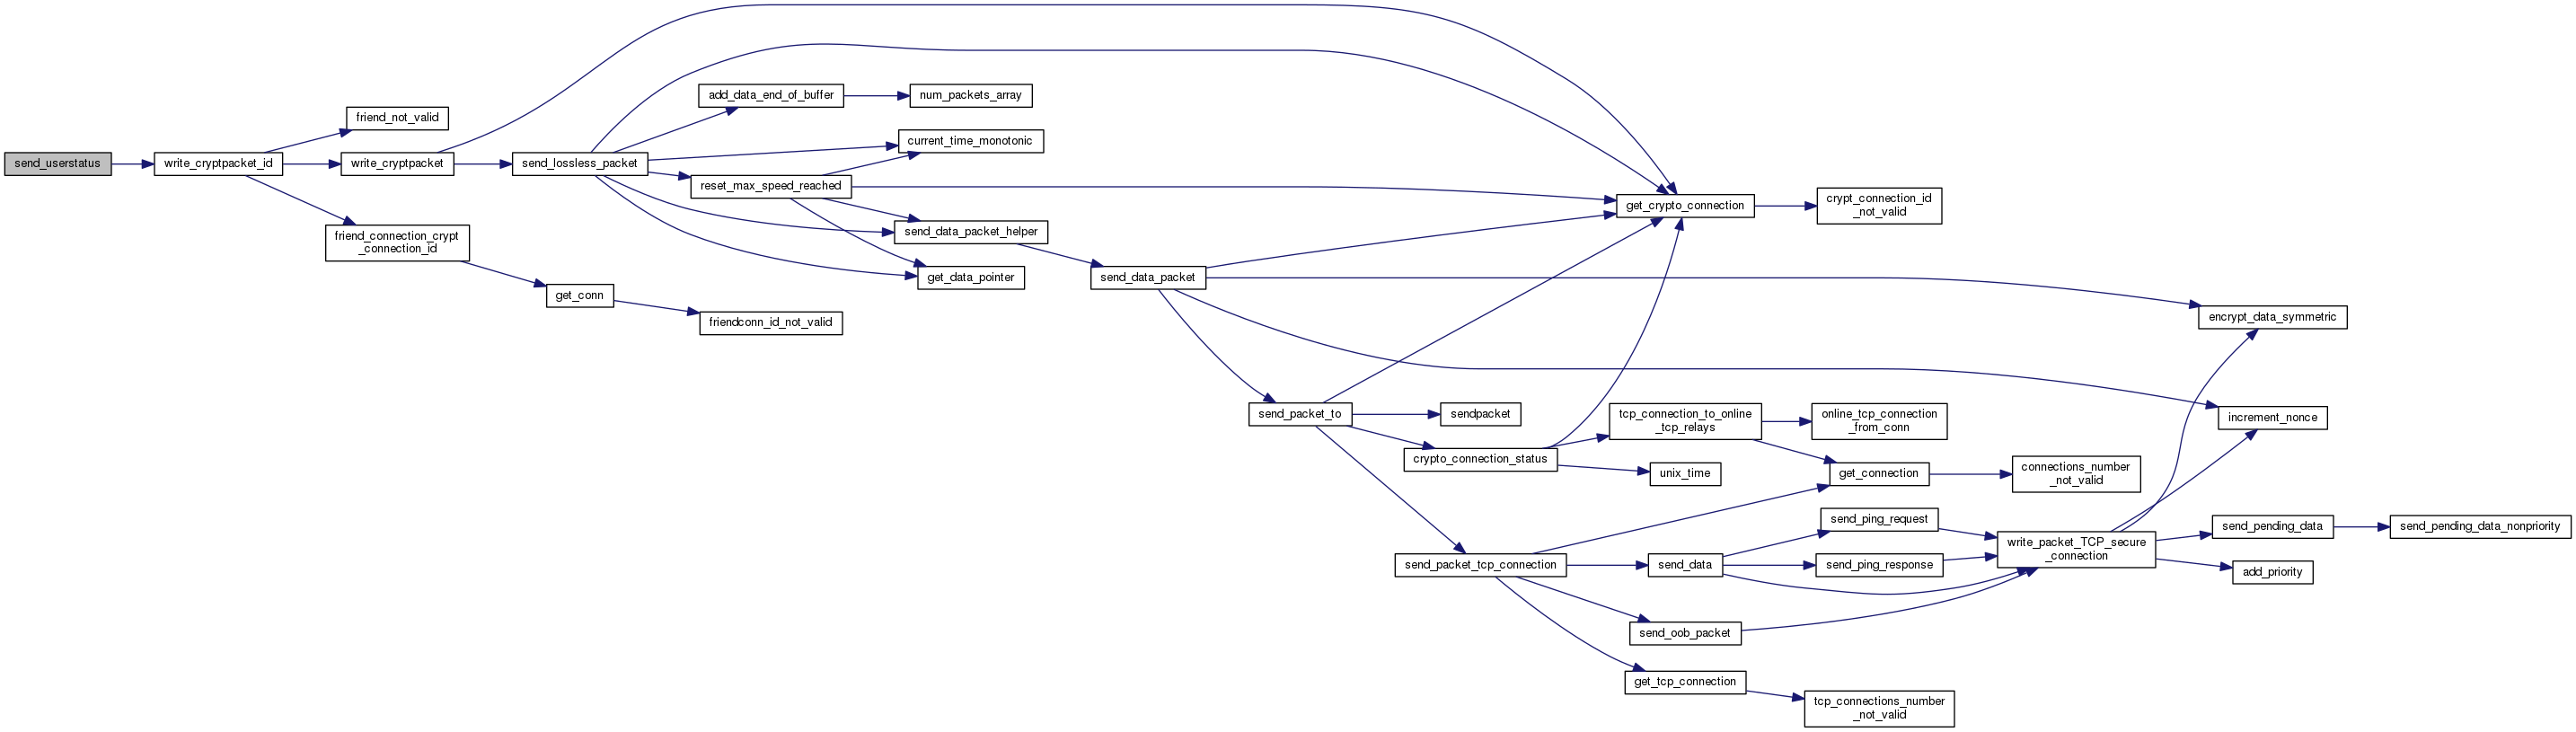 send_userstatus
write_cryptpacket_id
friend_not_valid
write_cryptpacket
friend_connection_crypt
_connection_id
get_conn
friendconn_id_not_valid
send_lossless_packet
add_data_end_of_buffer
num_packets_array
current_time_monotonic
reset_max_speed_reached
send_data_packet_helper
get_data_pointer
send_data_packet
get_crypto_connection
crypt_connection_id
_not_valid
encrypt_data_symmetric
increment_nonce
send_packet_to
sendpacket
crypto_connection_status
tcp_connection_to_online
_tcp_relays
online_tcp_connection
_from_conn
unix_time
get_connection
connections_number
_not_valid
send_packet_tcp_connection
send_data
send_ping_request
send_ping_response
write_packet_TCP_secure
_connection
send_pending_data
send_pending_data_nonpriority
add_priority
send_oob_packet
get_tcp_connection
tcp_connections_number
_not_valid